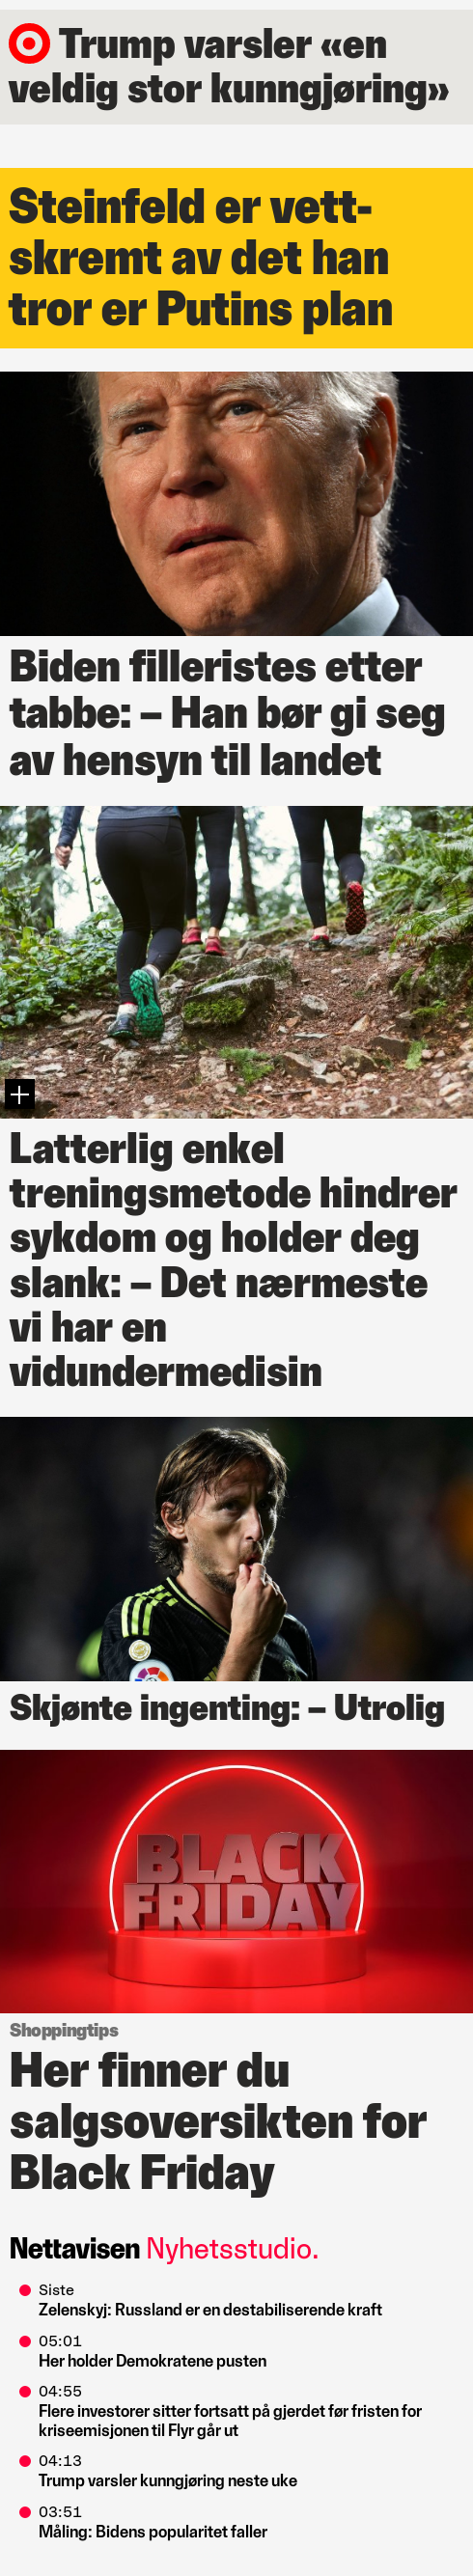 Trump varsler «en
veldig stor kunngjøring»
Steinfeld er vett-
skremt av det han
tror er Putins plan
Biden filleristes etter
tabbe: – Han bør gi seg
av hensyn til landet
Latterlig enkel
treningsmetode hindrer
sykdom og holder deg
slank: – Det nærmeste
vi har en
vidundermedisin
Skjønte ingenting: – Utrolig
BLACK
FRIDAY
Shoppingtips
Her finner du
salgsoversikten for
Black Friday
Nettavisen Nyhetsstudio.
Siste
Zelenskyj: Russland er en destabiliserende kraft
05:01
Her holder Demokratene pusten
04:55
Flere investorer sitter fortsatt på gjerdet før fristen for
kriseemisjonen til Flyr går ut
04:13
Trump varsler kunngjøring neste uke
03:51
Måling: Bidens popularitet faller